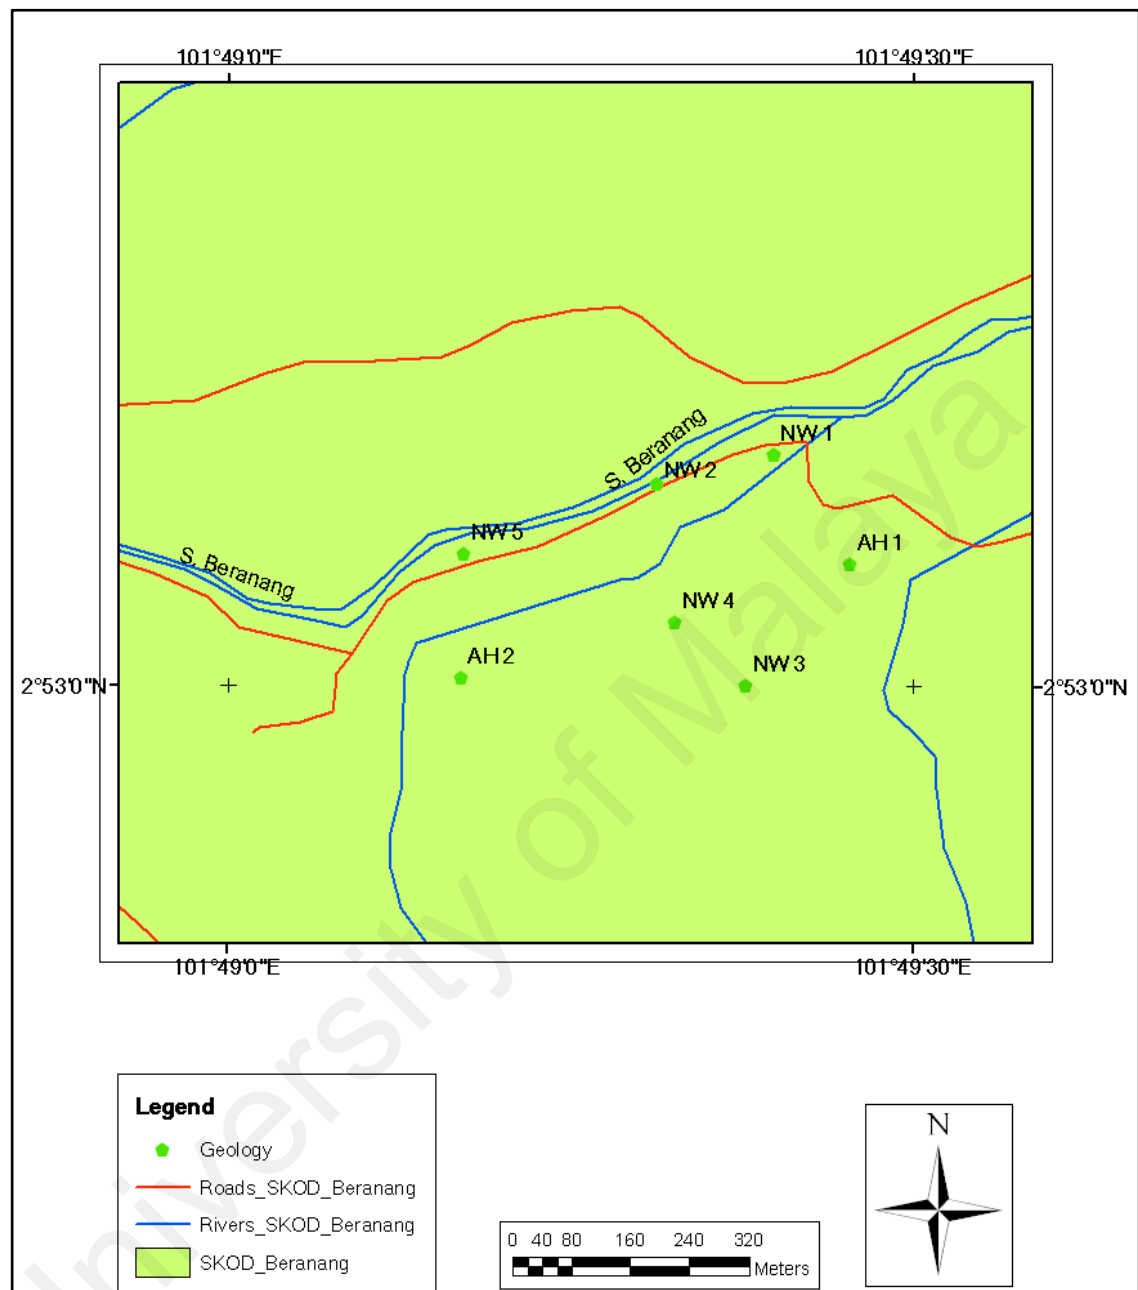 101°49'0"E 101°49'30"E
S. Beranang
NW 1
NW 2
NW 5
S. Beranang
AH 1
NW 4
AH 2
NW 3
2°53'0"N 2°53'0"N
101°49'0"E 101°49'30"E
University of Malaya
Legend
Geology
Roads_SKOD_Beranang
Rivers_SKOD_Beranang
SKOD_Beranang
0 40 80 160 240 320
Meters
N